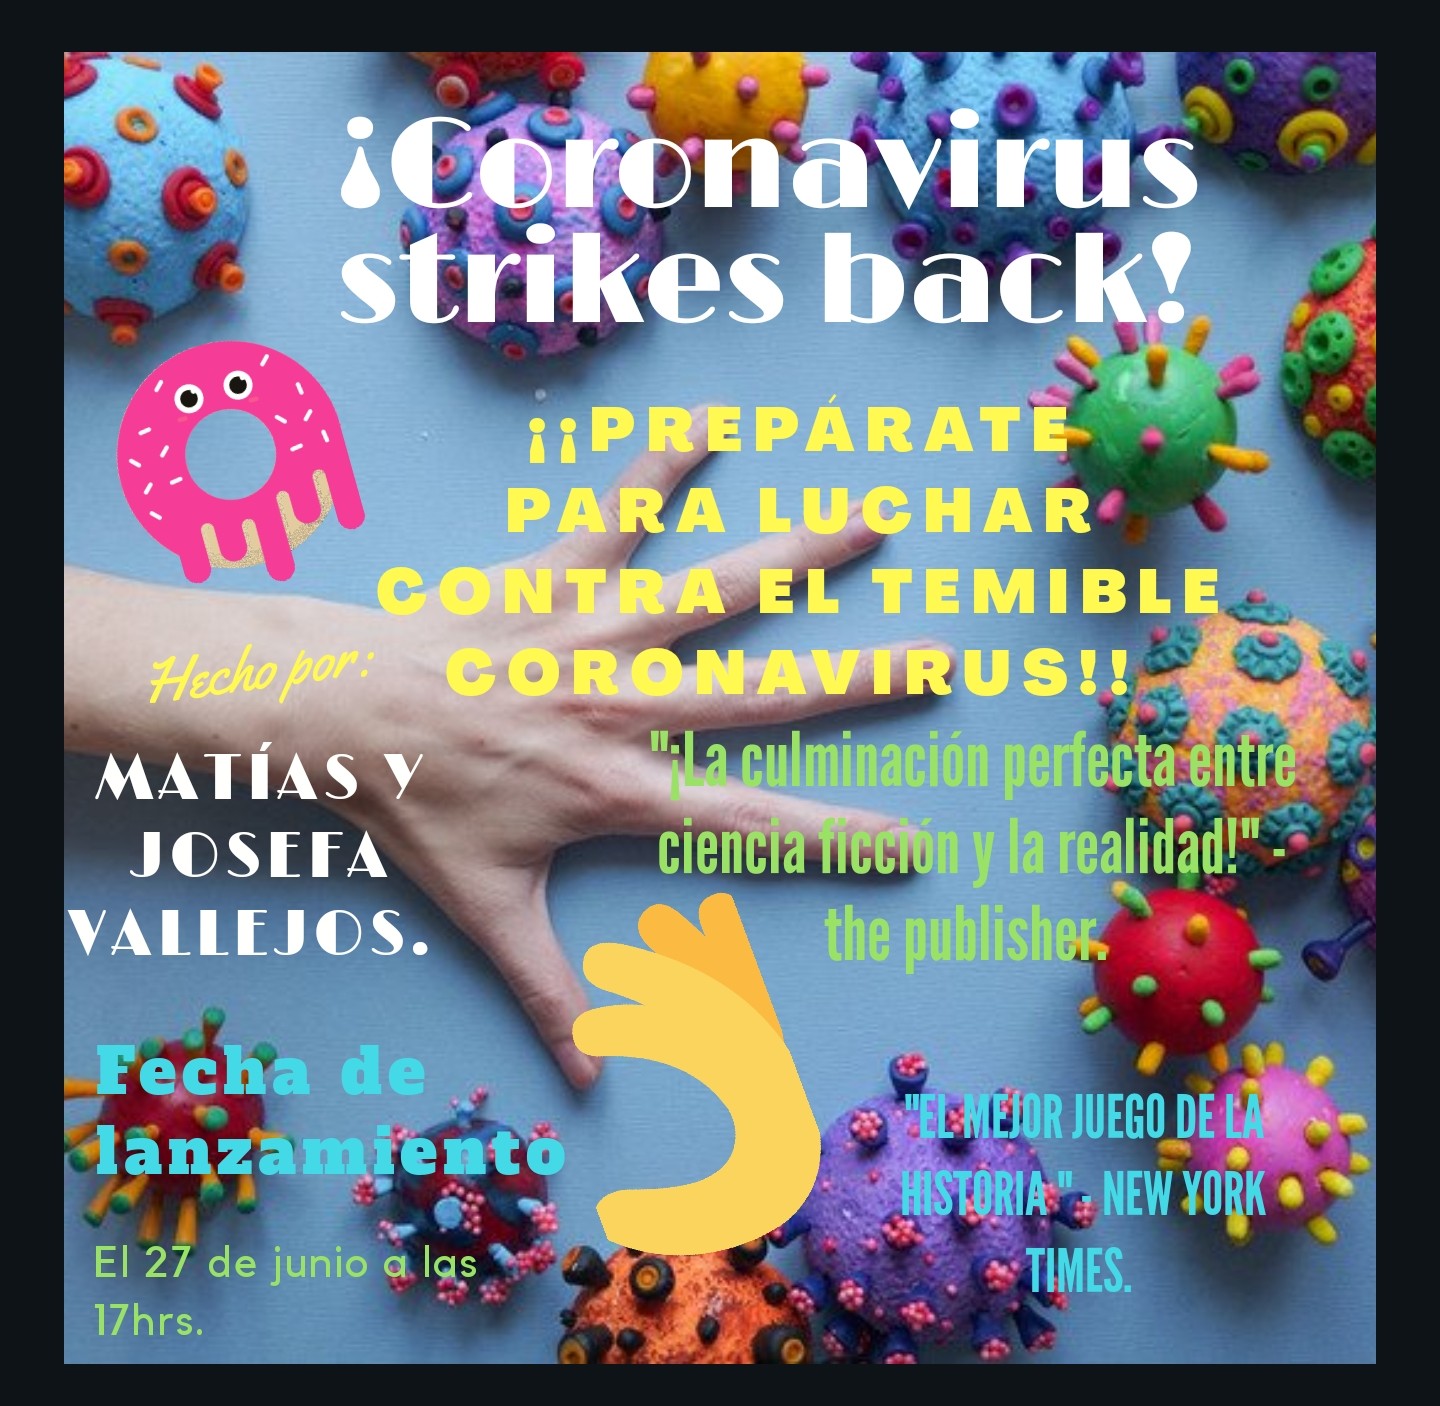 ¡Coronavirus
strikes back!
¡¡PREPÁRATE
PARA LUCHAR
CONTRA EL TEMIBLE
CORONAVIRUS!!
Hecho por:
MATÍAS Y
JOSEFA
VALLEJOS.
"¡La culminación perfecta entre
ciencia ficción y la realidad!" -
the publisher.
Fecha de
lanzamiento
El 27 de junio a las
17hrs.
"EL MEJOR JUEGO DE LA
HISTORIA." - NEW YORK
TIMES.